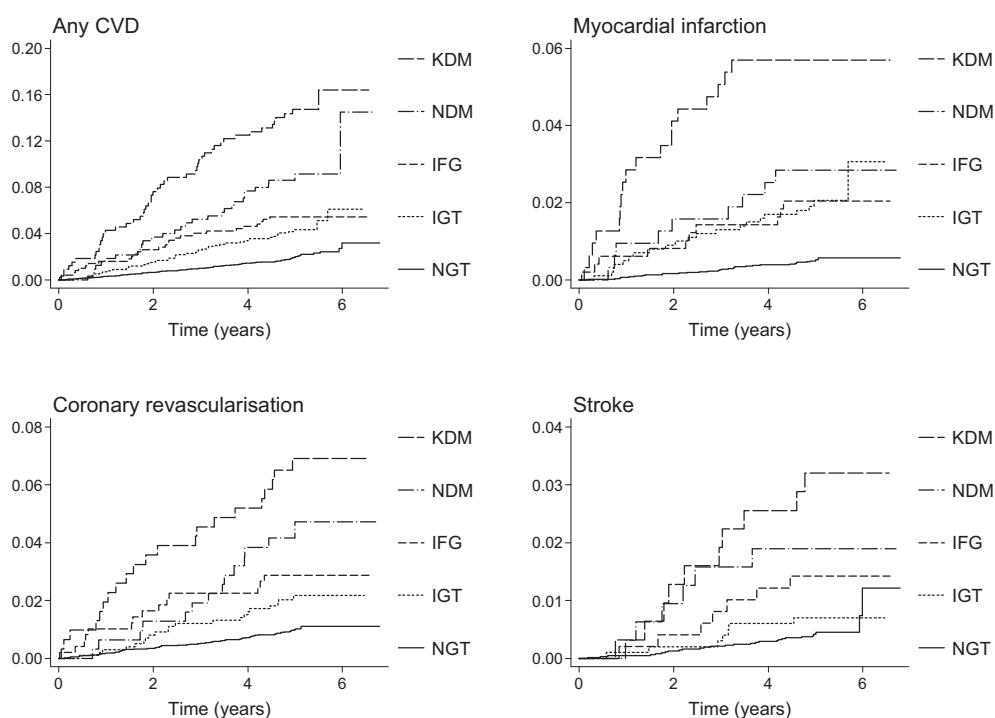 Any CVD
0.20
0.16
0.12
0.08
0.04
0.00
0 2 4 6
Time (years)
KDM
NDM
IFG
IGT
NGT
Myocardial infarction
0.06
0.04
0.02
0.00
0 2 4 6
Time (years)
KDM
NDM
IFG
IGT
NGT
Coronary revascularisation
0.08
0.06
0.04
0.02
0.00
0 2 4 6
Time (years)
KDM
NDM
IFG
IGT
NGT
Stroke
0.04
0.03
0.02
0.01
0.00
0 2 4 6
Time (years)
KDM
NDM
IFG
IGT
NGT